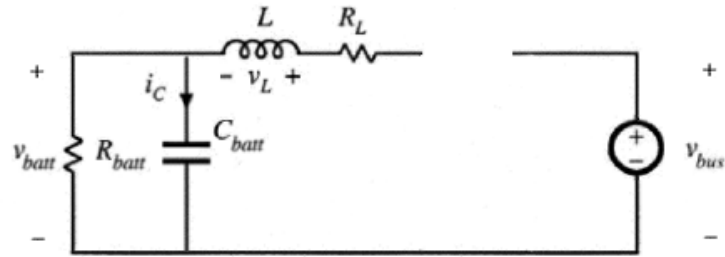 L R_L
+ - v_L + +
i_C
C_batt
v_batt R_batt + - v_bus
- -